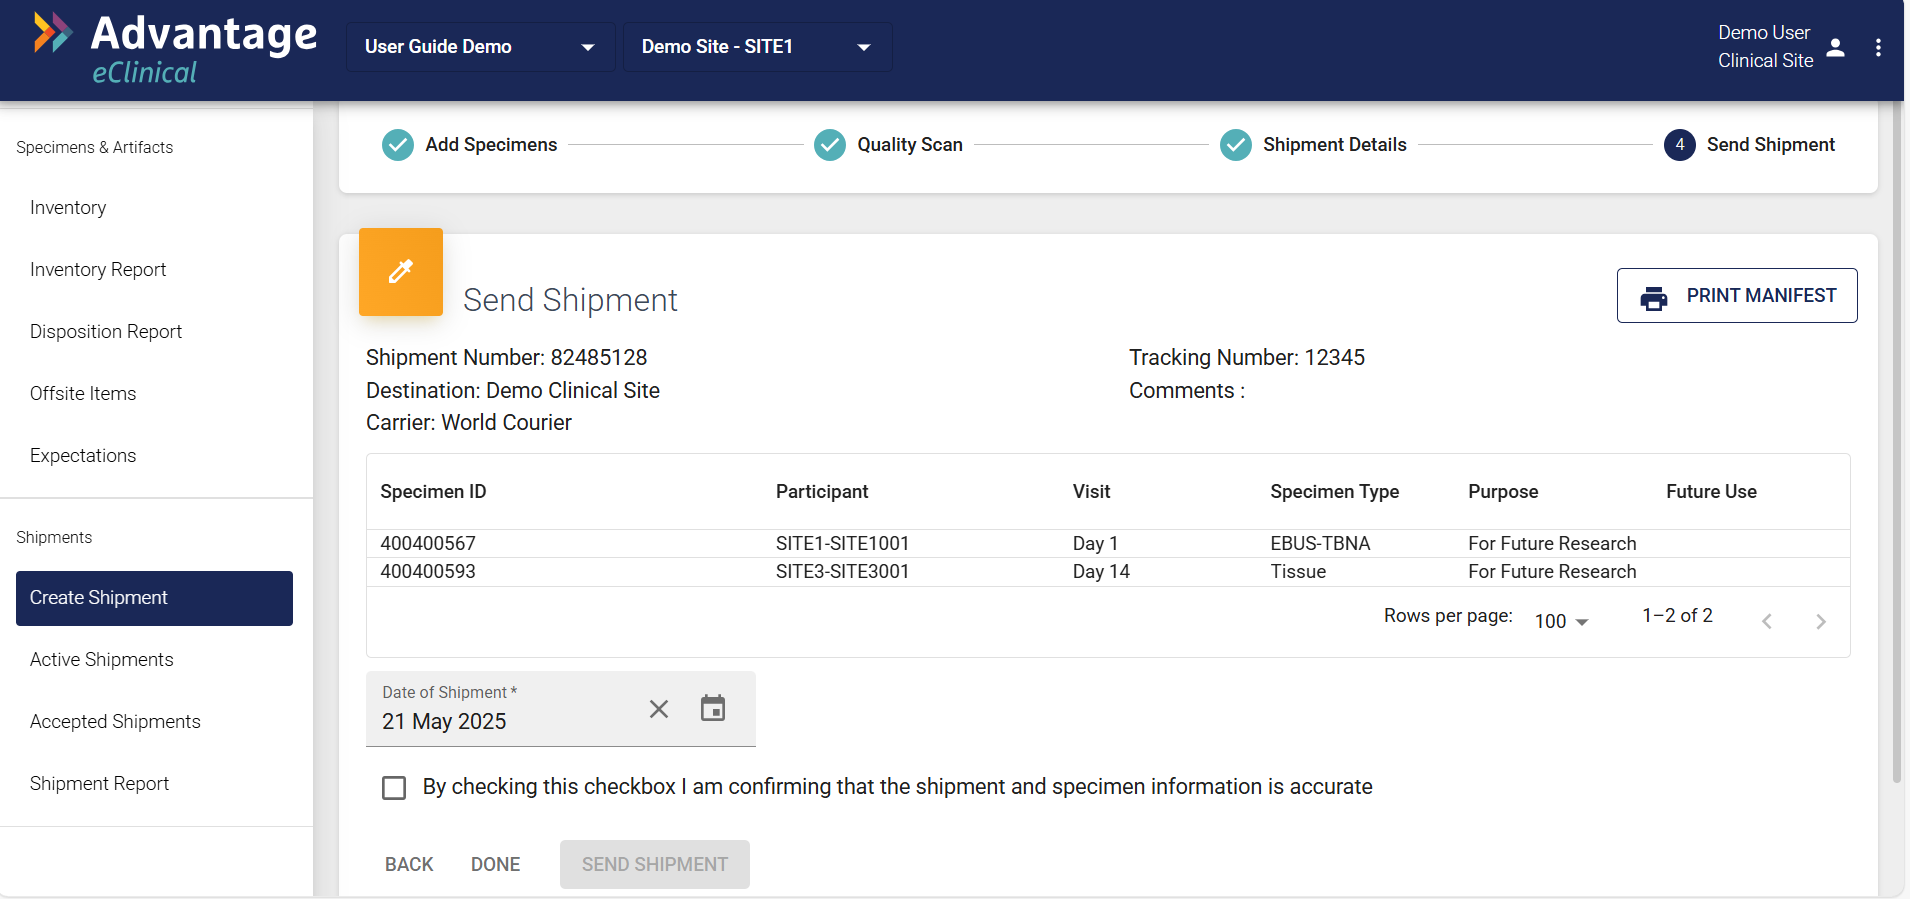 Advantage
eClinical
User Guide Demo
Demo Site - SITE1
Demo User
Clinical Site
Specimens & Artifacts
Inventory
Inventory Report
Disposition Report
Offsite Items
Expectations
Shipments
Create Shipment
Active Shipments
Accepted Shipments
Shipment Report
Add Specimens
Quality Scan
Shipment Details
4 Send Shipment
Send Shipment
PRINT MANIFEST
Shipment Number: 82485128
Destination: Demo Clinical Site
Carrier: World Courier
Tracking Number: 12345
Comments :
Specimen ID Participant Visit Specimen Type Purpose Future Use
400400567 SITE1-SITE1001 Day 1 EBUS-TBNA For Future Research
400400593 SITE3-SITE3001 Day 14 Tissue For Future Research
Rows per page: 100 1–2 of 2
Date of Shipment *
21 May 2025
By checking this checkbox I am confirming that the shipment and specimen information is accurate
BACK DONE SEND SHIPMENT